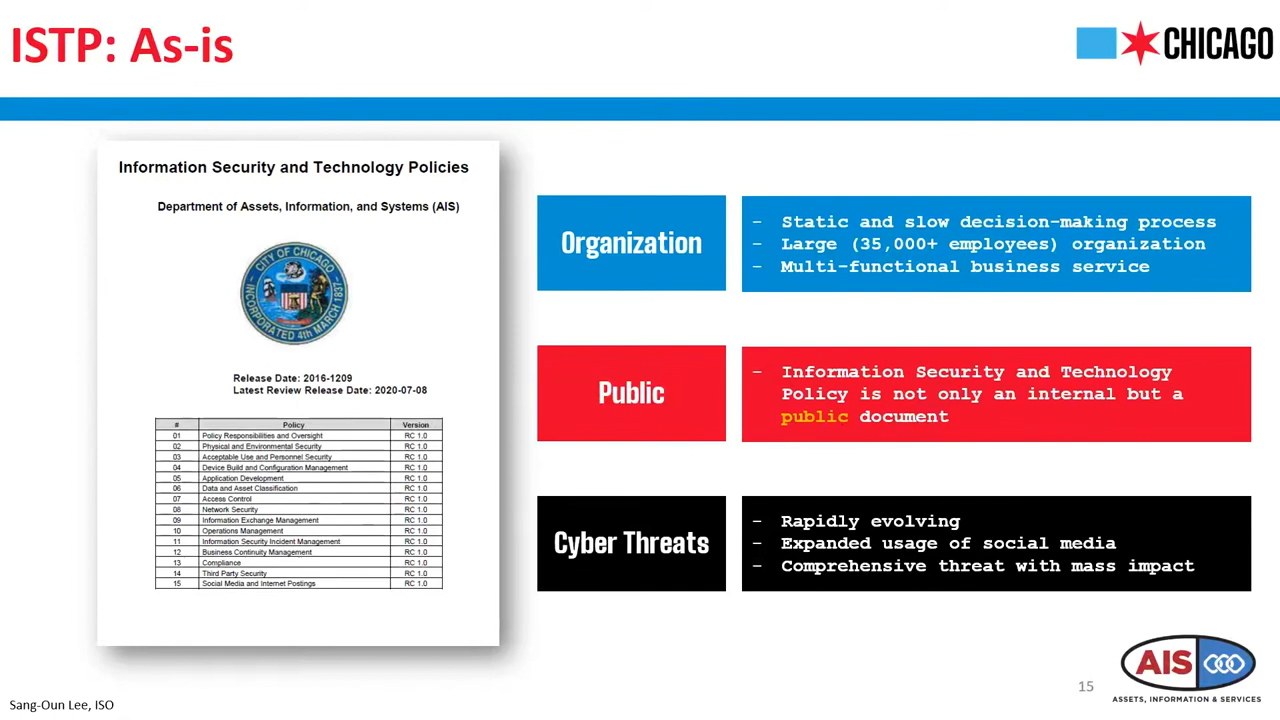 ISTP: As-is
CHICAGO
Information Security and Technology Policies
Department of Assets, Information, and Systems (AIS)
CITY OF CHICAGO
INCORPORATED 4th MARCH 1837
Release Date: 2016-1209
Latest Review Release Date: 2020-07-08
# Policy Version
01 Policy Responsibilities and Oversight RC 1.0
02 Physical and Environmental Security RC 1.0
03 Acceptable Use and Personnel Security RC 1.0
04 Device Build and Configuration Management RC 1.0
05 Application Development RC 1.0
06 Data and Asset Classification RC 1.0
07 Access Control RC 1.0
08 Network Security RC 1.0
09 Information Exchange Management RC 1.0
10 Operations Management RC 1.0
11 Information Security Incident Management RC 1.0
12 Business Continuity Management RC 1.0
13 Compliance RC 1.0
14 Third Party Security RC 1.0
15 Social Media and Internet Postings RC 1.0
Organization
- Static and slow decision-making process
- Large (35,000+ employees) organization
- Multi-functional business service
Public
- Information Security and Technology
Policy is not only an internal but a
public document
Cyber Threats
- Rapidly evolving
- Expanded usage of social media
- Comprehensive threat with mass impact
AIS
ASSETS, INFORMATION & SERVICES
15
Sang-Oun Lee, ISO